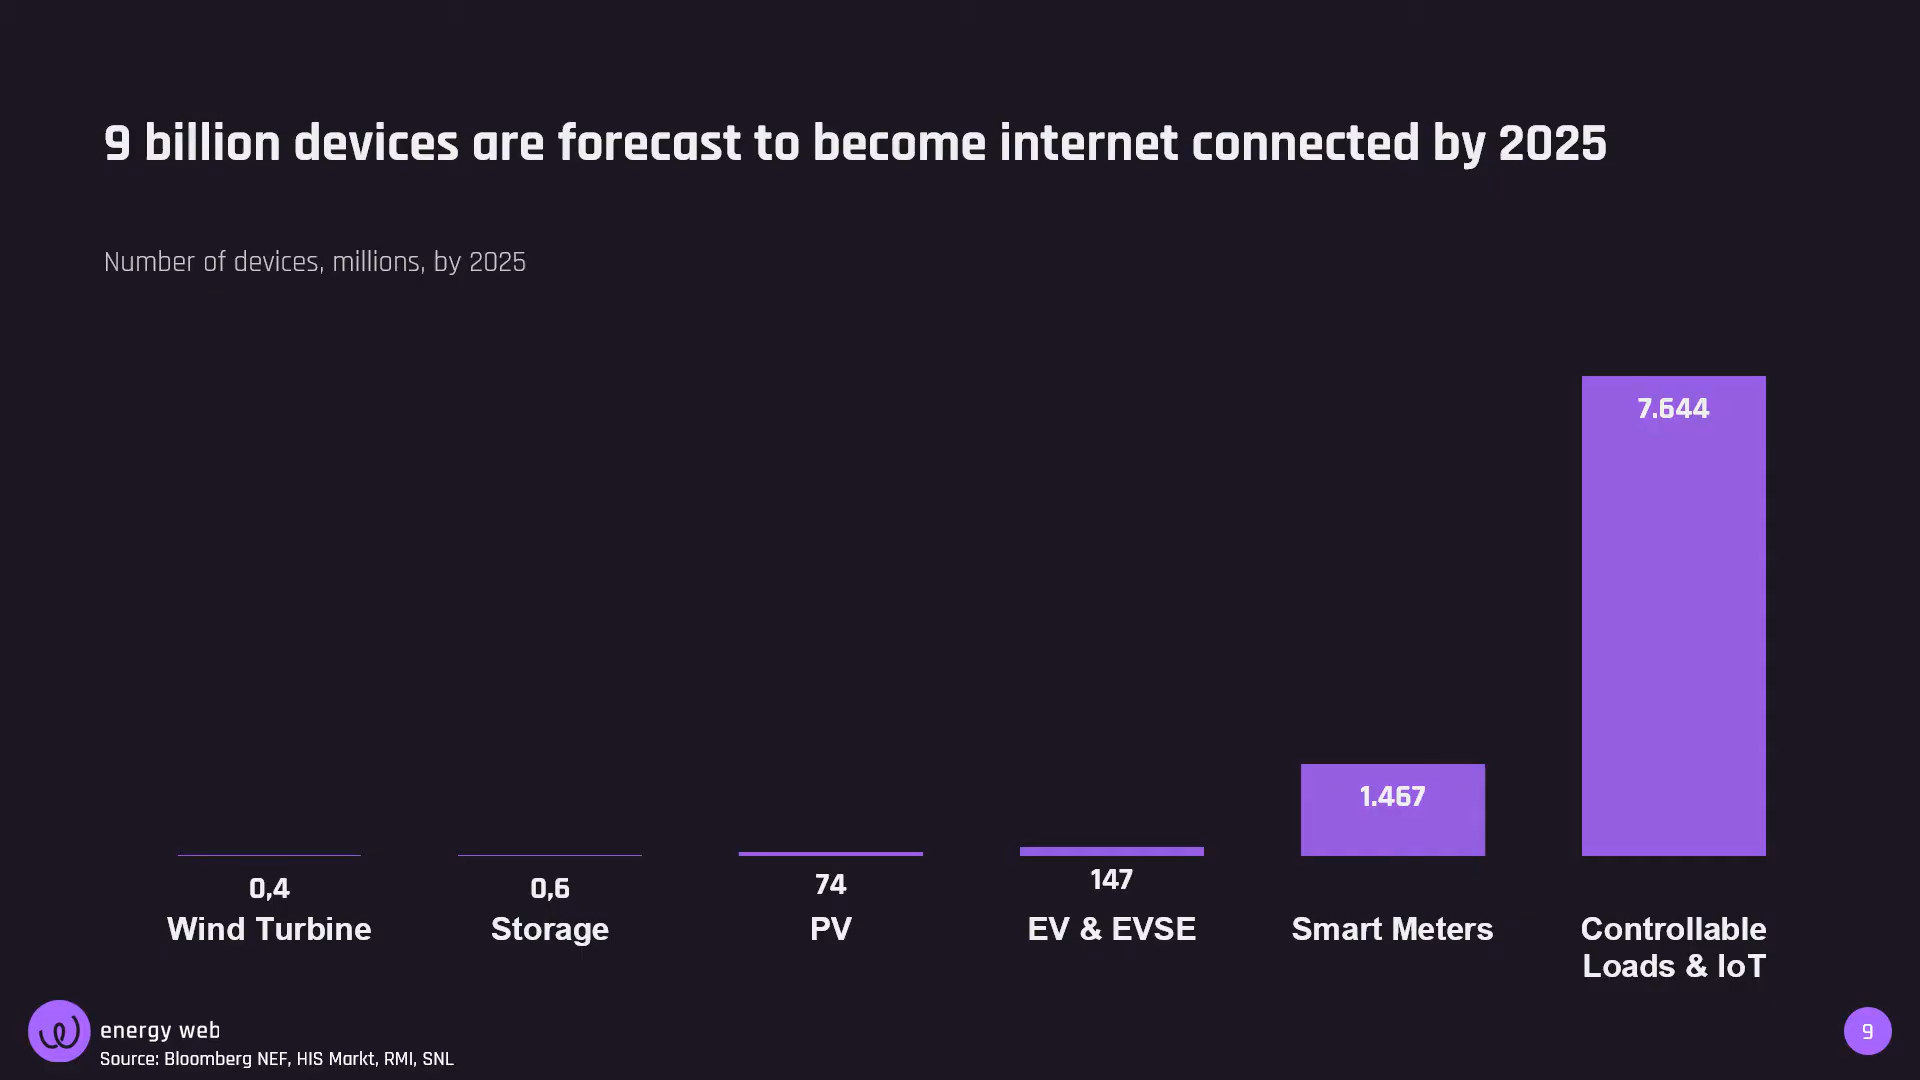 9 billion devices are forecast to become internet connected by 2025
Number of devices, millions, by 2025
7.644
1.467
0,4
0,6
74
147
Wind Turbine
Storage
PV
EV & EVSE
Smart Meters
Controllable
Loads & IoT
energy web
Source: Bloomberg NEF, HIS Markt, RMI, SNL
9